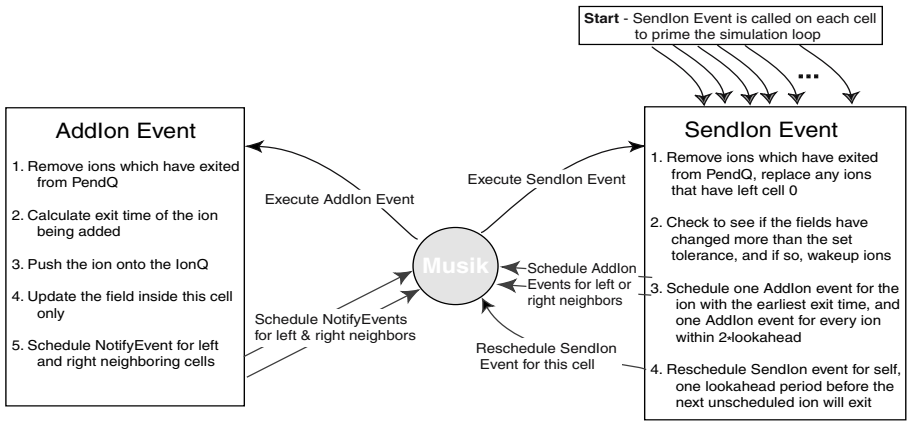 Start - SendIon Event is called on each cell
to prime the simulation loop
...
AddIon Event
1. Remove ions which have exited
from PendQ
2. Calculate exit time of the ion
being added
3. Push the ion onto the IonQ
4. Update the field inside this cell
only
5. Schedule NotifyEvent for left
and right neighboring cells
Execute AddIon Event
Execute SendIon Event
Musik
Schedule NotifyEvents
for left & right neighbors
Schedule AddIon
Events for left or
right neighbors
Reschedule SendIon
Event for this cell
SendIon Event
1. Remove ions which have exited
from PendQ, replace any ions
that have left cell 0
2. Check to see if the fields have
changed more than the set
tolerance, and if so, wakeup ions
3. Schedule one AddIon event for the
ion with the earliest exit time, and
one AddIon event for every ion
within 2*lookahead
4. Reschedule SendIon event for self,
one lookahead period before the
next unscheduled ion will exit